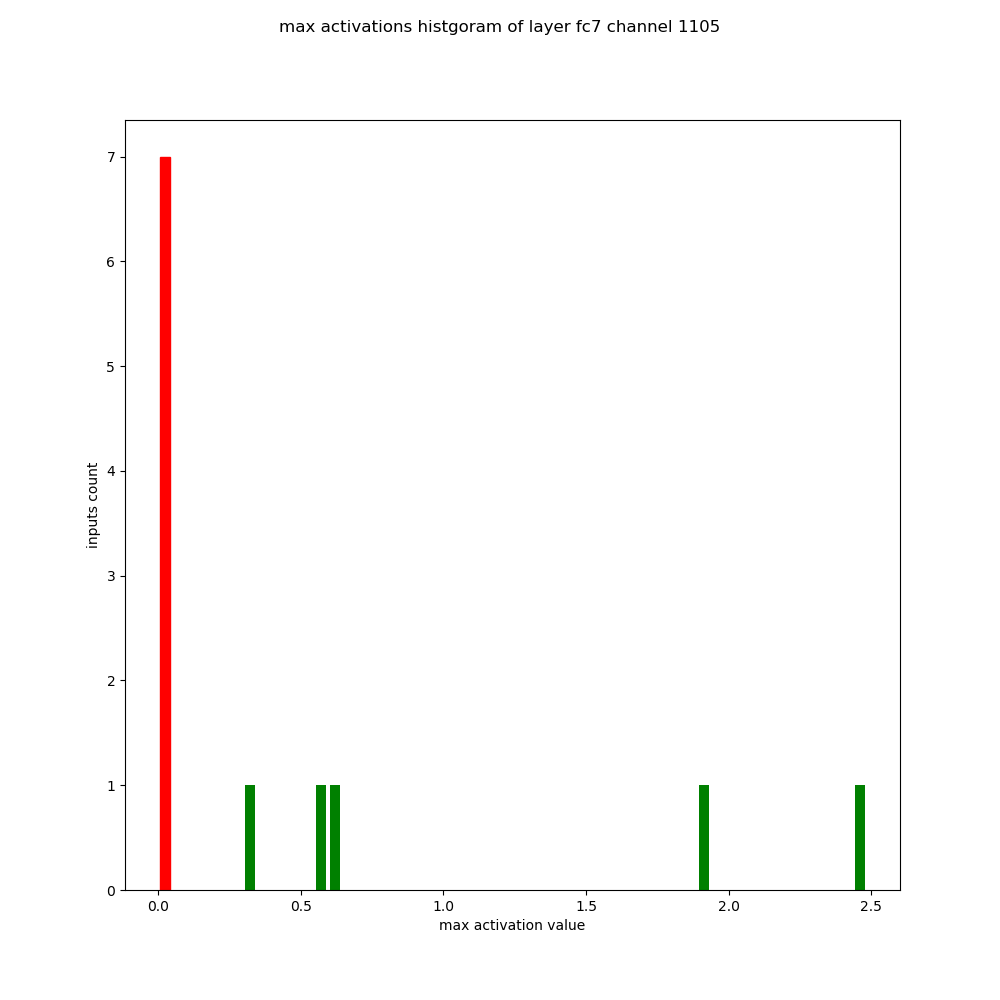 max activations histgoram of layer fc7 channel 1105
7
6
5
4
3
2
1
0
inputs count
0.0 0.5 1.0 1.5 2.0 2.5
max activation value